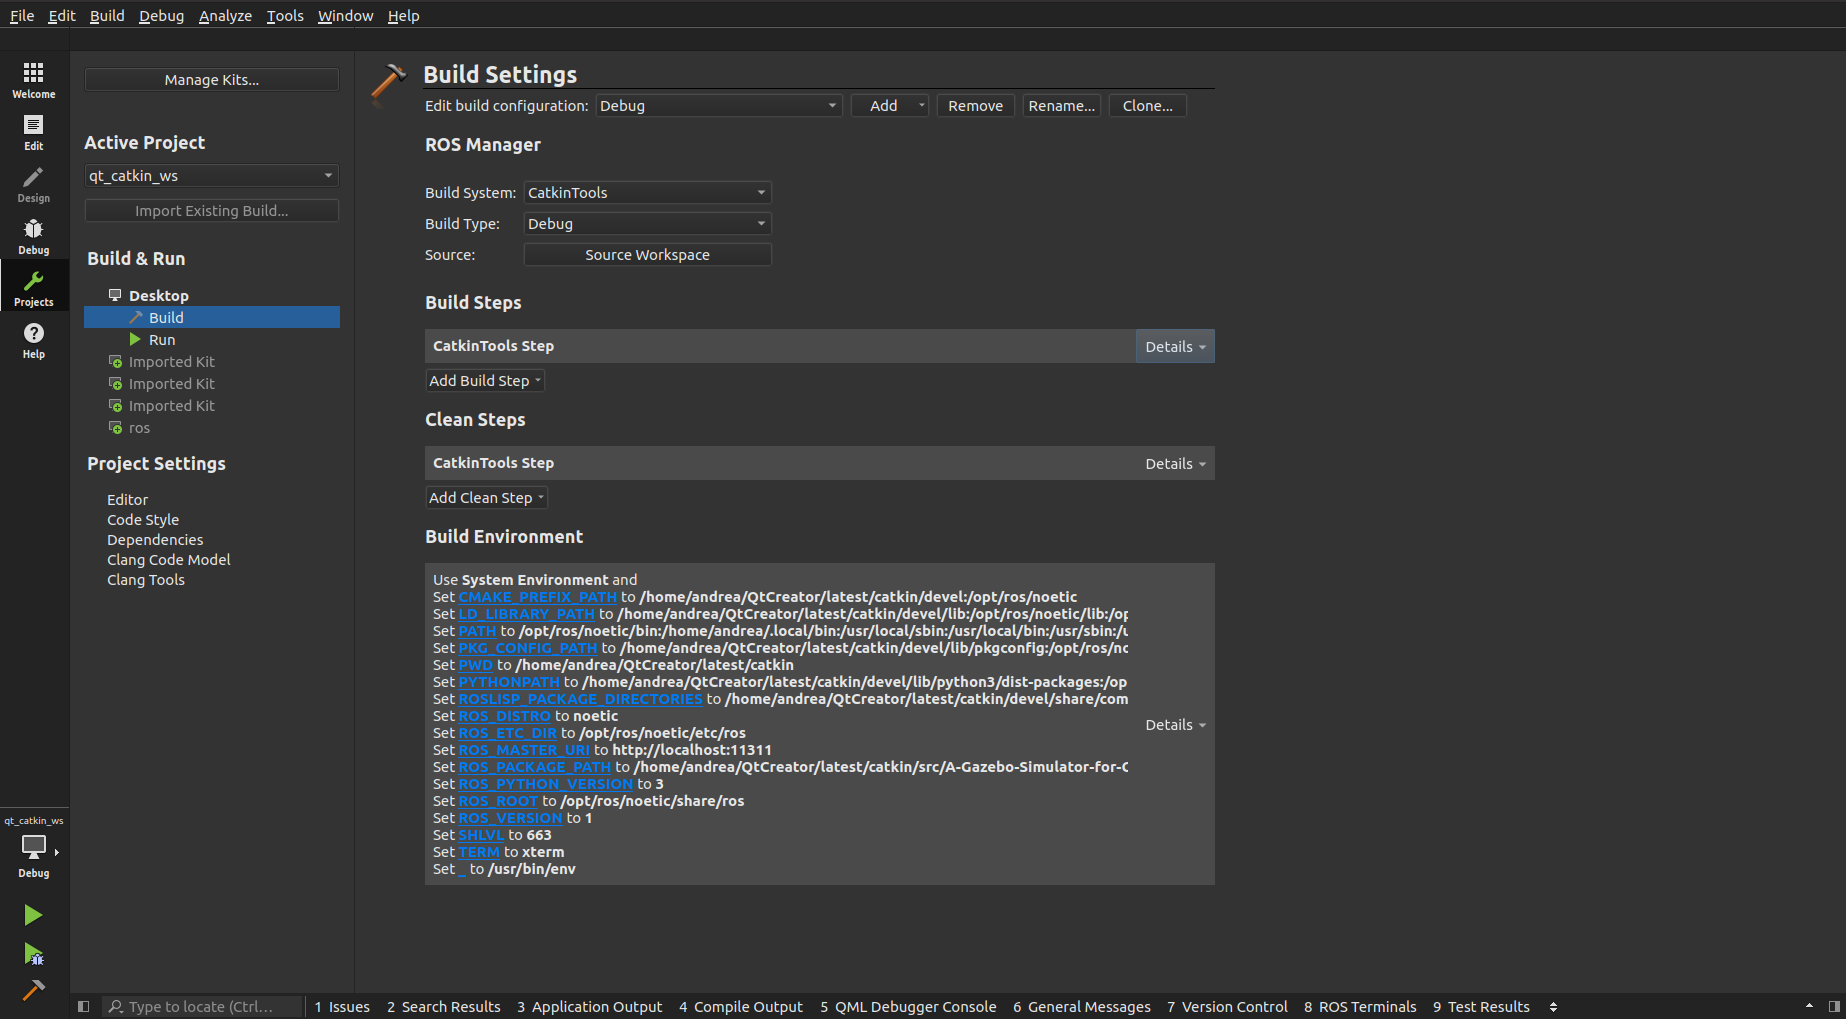 File Edit Build Debug Analyze Tools Window Help
Welcome
Edit
Design
Debug
Projects
Help
qt_catkin_ws
Debug
Manage Kits...
Active Project
qt_catkin_ws
Import Existing Build...
Build & Run
Desktop
Build
Run
Imported Kit
Imported Kit
Imported Kit
ros
Project Settings
Editor
Code Style
Dependencies
Clang Code Model
Clang Tools
Build Settings
Edit build configuration: Debug Add Remove Rename... Clone...
ROS Manager
Build System: CatkinTools
Build Type: Debug
Source: Source Workspace
Build Steps
CatkinTools Step Details
Add Build Step
Clean Steps
CatkinTools Step Details
Add Clean Step
Build Environment
Use System Environment and
Set CMAKE_PREFIX_PATH to /home/andrea/QtCreator/latest/catkin/devel:/opt/ros/noetic
Set LD_LIBRARY_PATH to /home/andrea/QtCreator/latest/catkin/devel/lib:/opt/ros/noetic/lib:/op
Set PATH to /opt/ros/noetic/bin:/home/andrea/.local/bin:/usr/local/sbin:/usr/local/bin:/usr/sbin:/u
Set PKG_CONFIG_PATH to /home/andrea/QtCreator/latest/catkin/devel/lib/pkgconfig:/opt/ros/no
Set PWD to /home/andrea/QtCreator/latest/catkin
Set PYTHONPATH to /home/andrea/QtCreator/latest/catkin/devel/lib/python3/dist-packages:/op
Set ROSLISP_PACKAGE_DIRECTORIES to /home/andrea/QtCreator/latest/catkin/devel/share/com
Set ROS_DISTRO to noetic
Set ROS_ETC_DIR to /opt/ros/noetic/etc/ros
Set ROS_MASTER_URI to http://localhost:11311
Set ROS_PACKAGE_PATH to /home/andrea/QtCreator/latest/catkin/src/A-Gazebo-Simulator-for-C
Set ROS_PYTHON_VERSION to 3
Set ROS_ROOT to /opt/ros/noetic/share/ros
Set ROS_VERSION to 1
Set SHLVL to 663
Set TERM to xterm
Set _ to /usr/bin/env
Details
Type to locate (Ctrl... 1 Issues 2 Search Results 3 Application Output 4 Compile Output 5 QML Debugger Console 6 General Messages 7 Version Control 8 ROS Terminals 9 Test Results